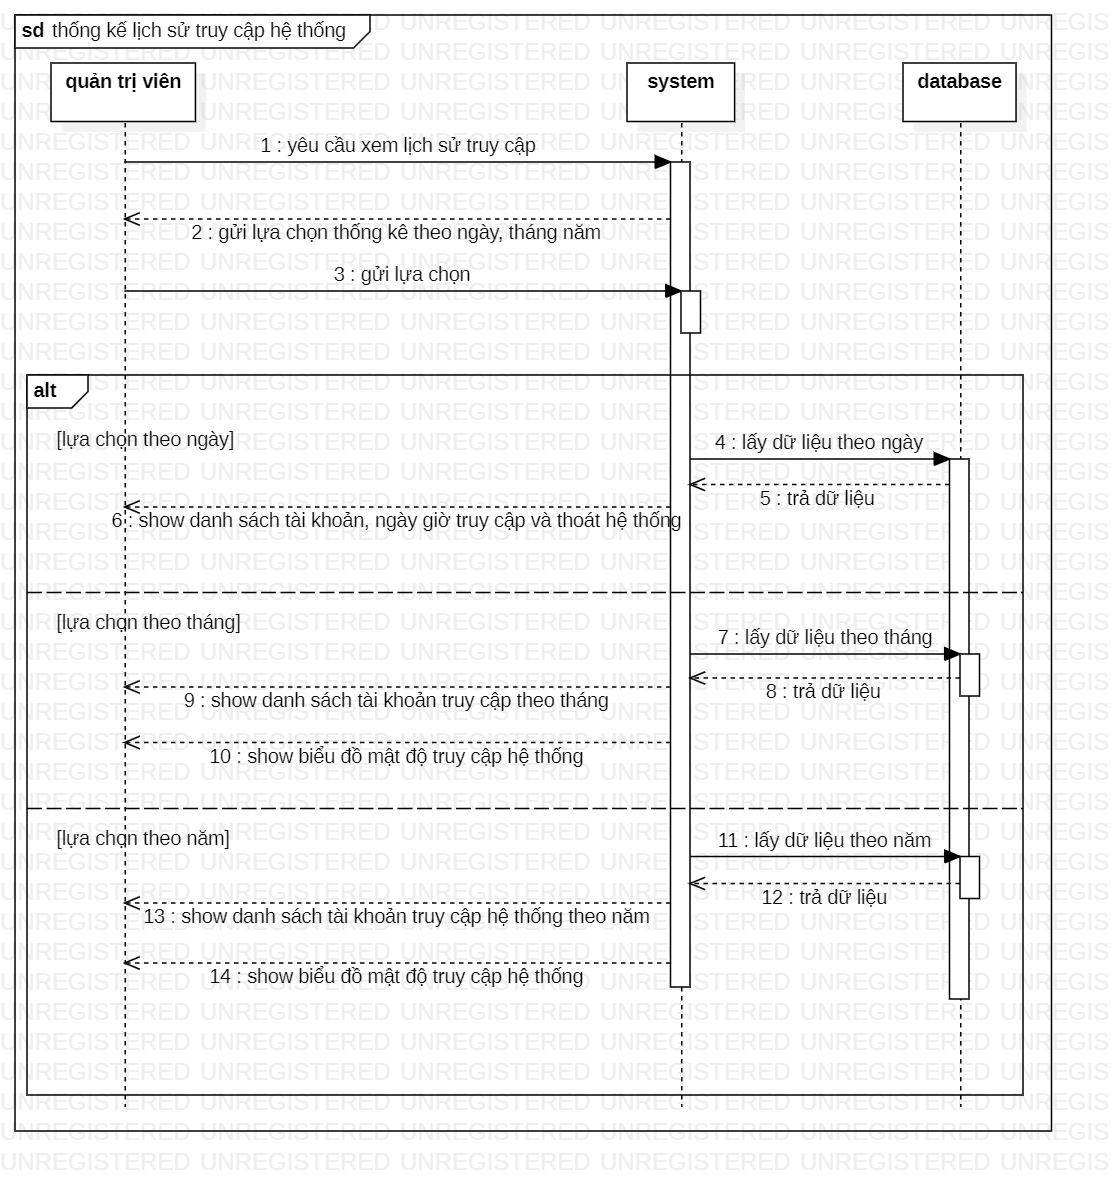 sd thống kế lịch sử truy cập hệ thống
quản trị viên
system
database
1 : yêu cầu xem lịch sử truy cập
2 : gửi lựa chọn thống kê theo ngày, tháng năm
3 : gửi lựa chọn
alt
[lựa chọn theo ngày]
4 : lấy dữ liệu theo ngày
5 : trả dữ liệu
6 : show danh sách tài khoản, ngày giờ truy cập và thoát hệ thống
[lựa chọn theo tháng]
7 : lấy dữ liệu theo tháng
8 : trả dữ liệu
9 : show danh sách tài khoản truy cập theo tháng
10 : show biểu đồ mật độ truy cập hệ thống
[lựa chọn theo năm]
11 : lấy dữ liệu theo năm
12 : trả dữ liệu
13 : show danh sách tài khoản truy cập hệ thống theo năm
14 : show biểu đồ mật độ truy cập hệ thống
UNREGISTERED